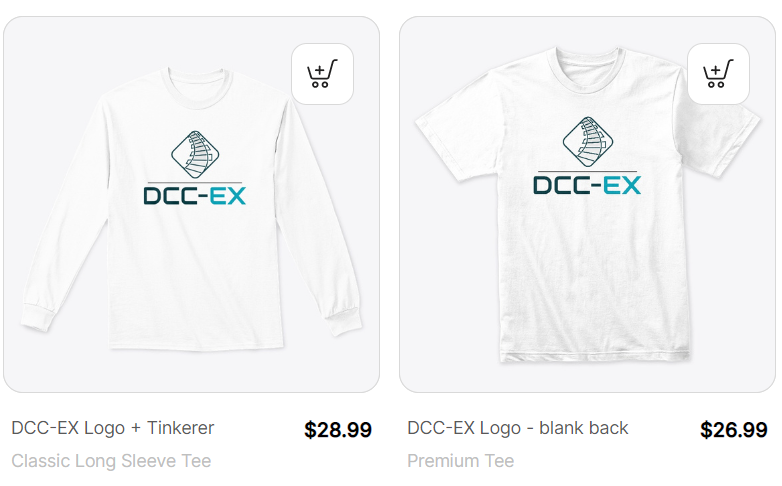 DCC-EX
DCC-EX
DCC-EX Logo + Tinkerer
$28.99
Classic Long Sleeve Tee
DCC-EX Logo - blank back
$26.99
Premium Tee